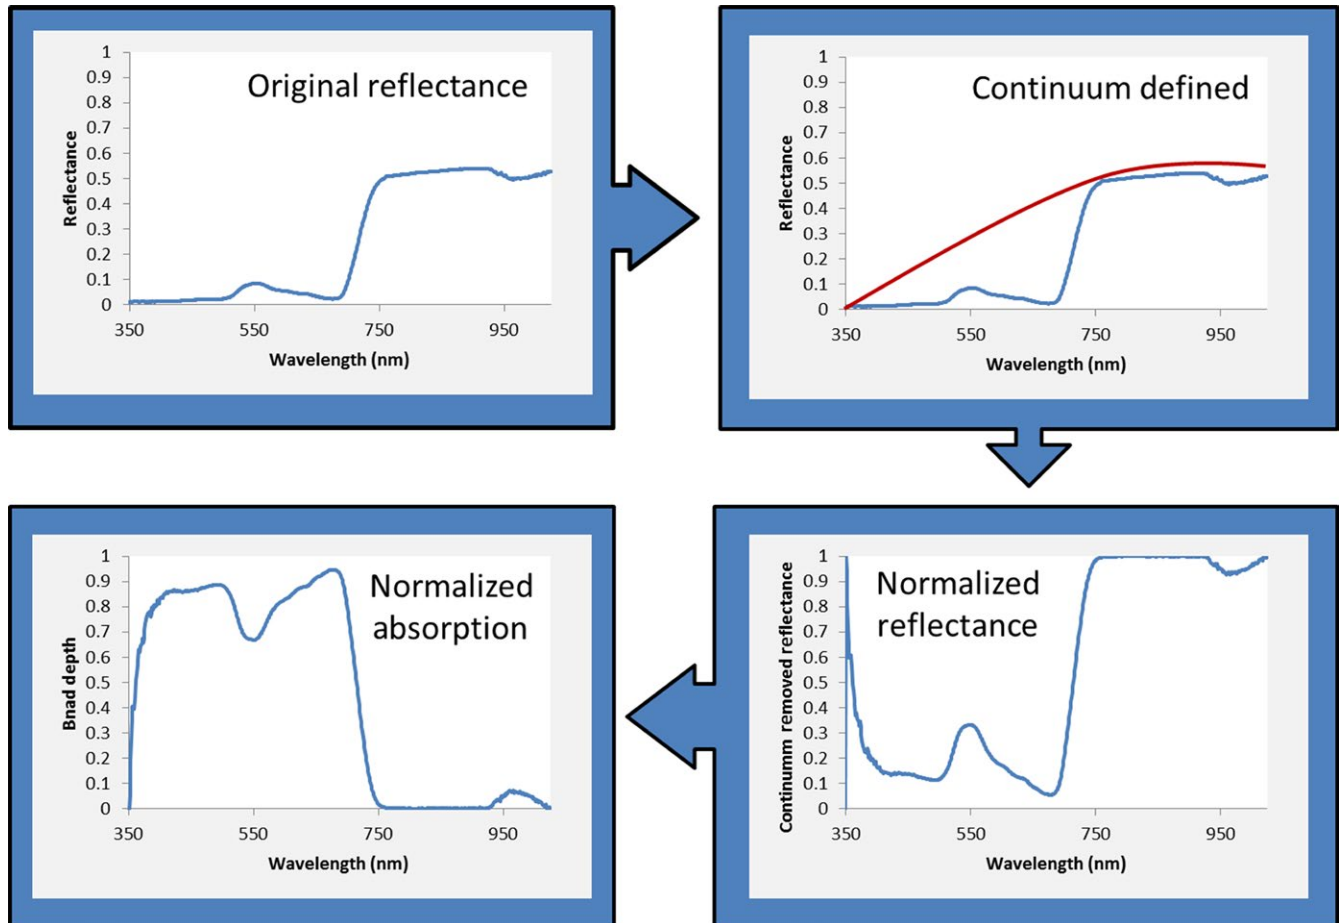 Original reflectance
Reflectance
1
0.9
0.8
0.7
0.6
0.5
0.4
0.3
0.2
0.1
0
350 550 750 950
Wavelength (nm)
Continuum defined
Reflectance
1
0.9
0.8
0.7
0.6
0.5
0.4
0.3
0.2
0.1
0
350 550 750 950
Wavelength (nm)
Normalized
absorption
Bnad depth
1
0.9
0.8
0.7
0.6
0.5
0.4
0.3
0.2
0.1
0
350 550 750 950
Wavelength (nm)
Normalized
reflectance
Continumm removed reflectance
1
0.9
0.8
0.7
0.6
0.5
0.4
0.3
0.2
0.1
0
350 550 750 950
Wavelength (nm)